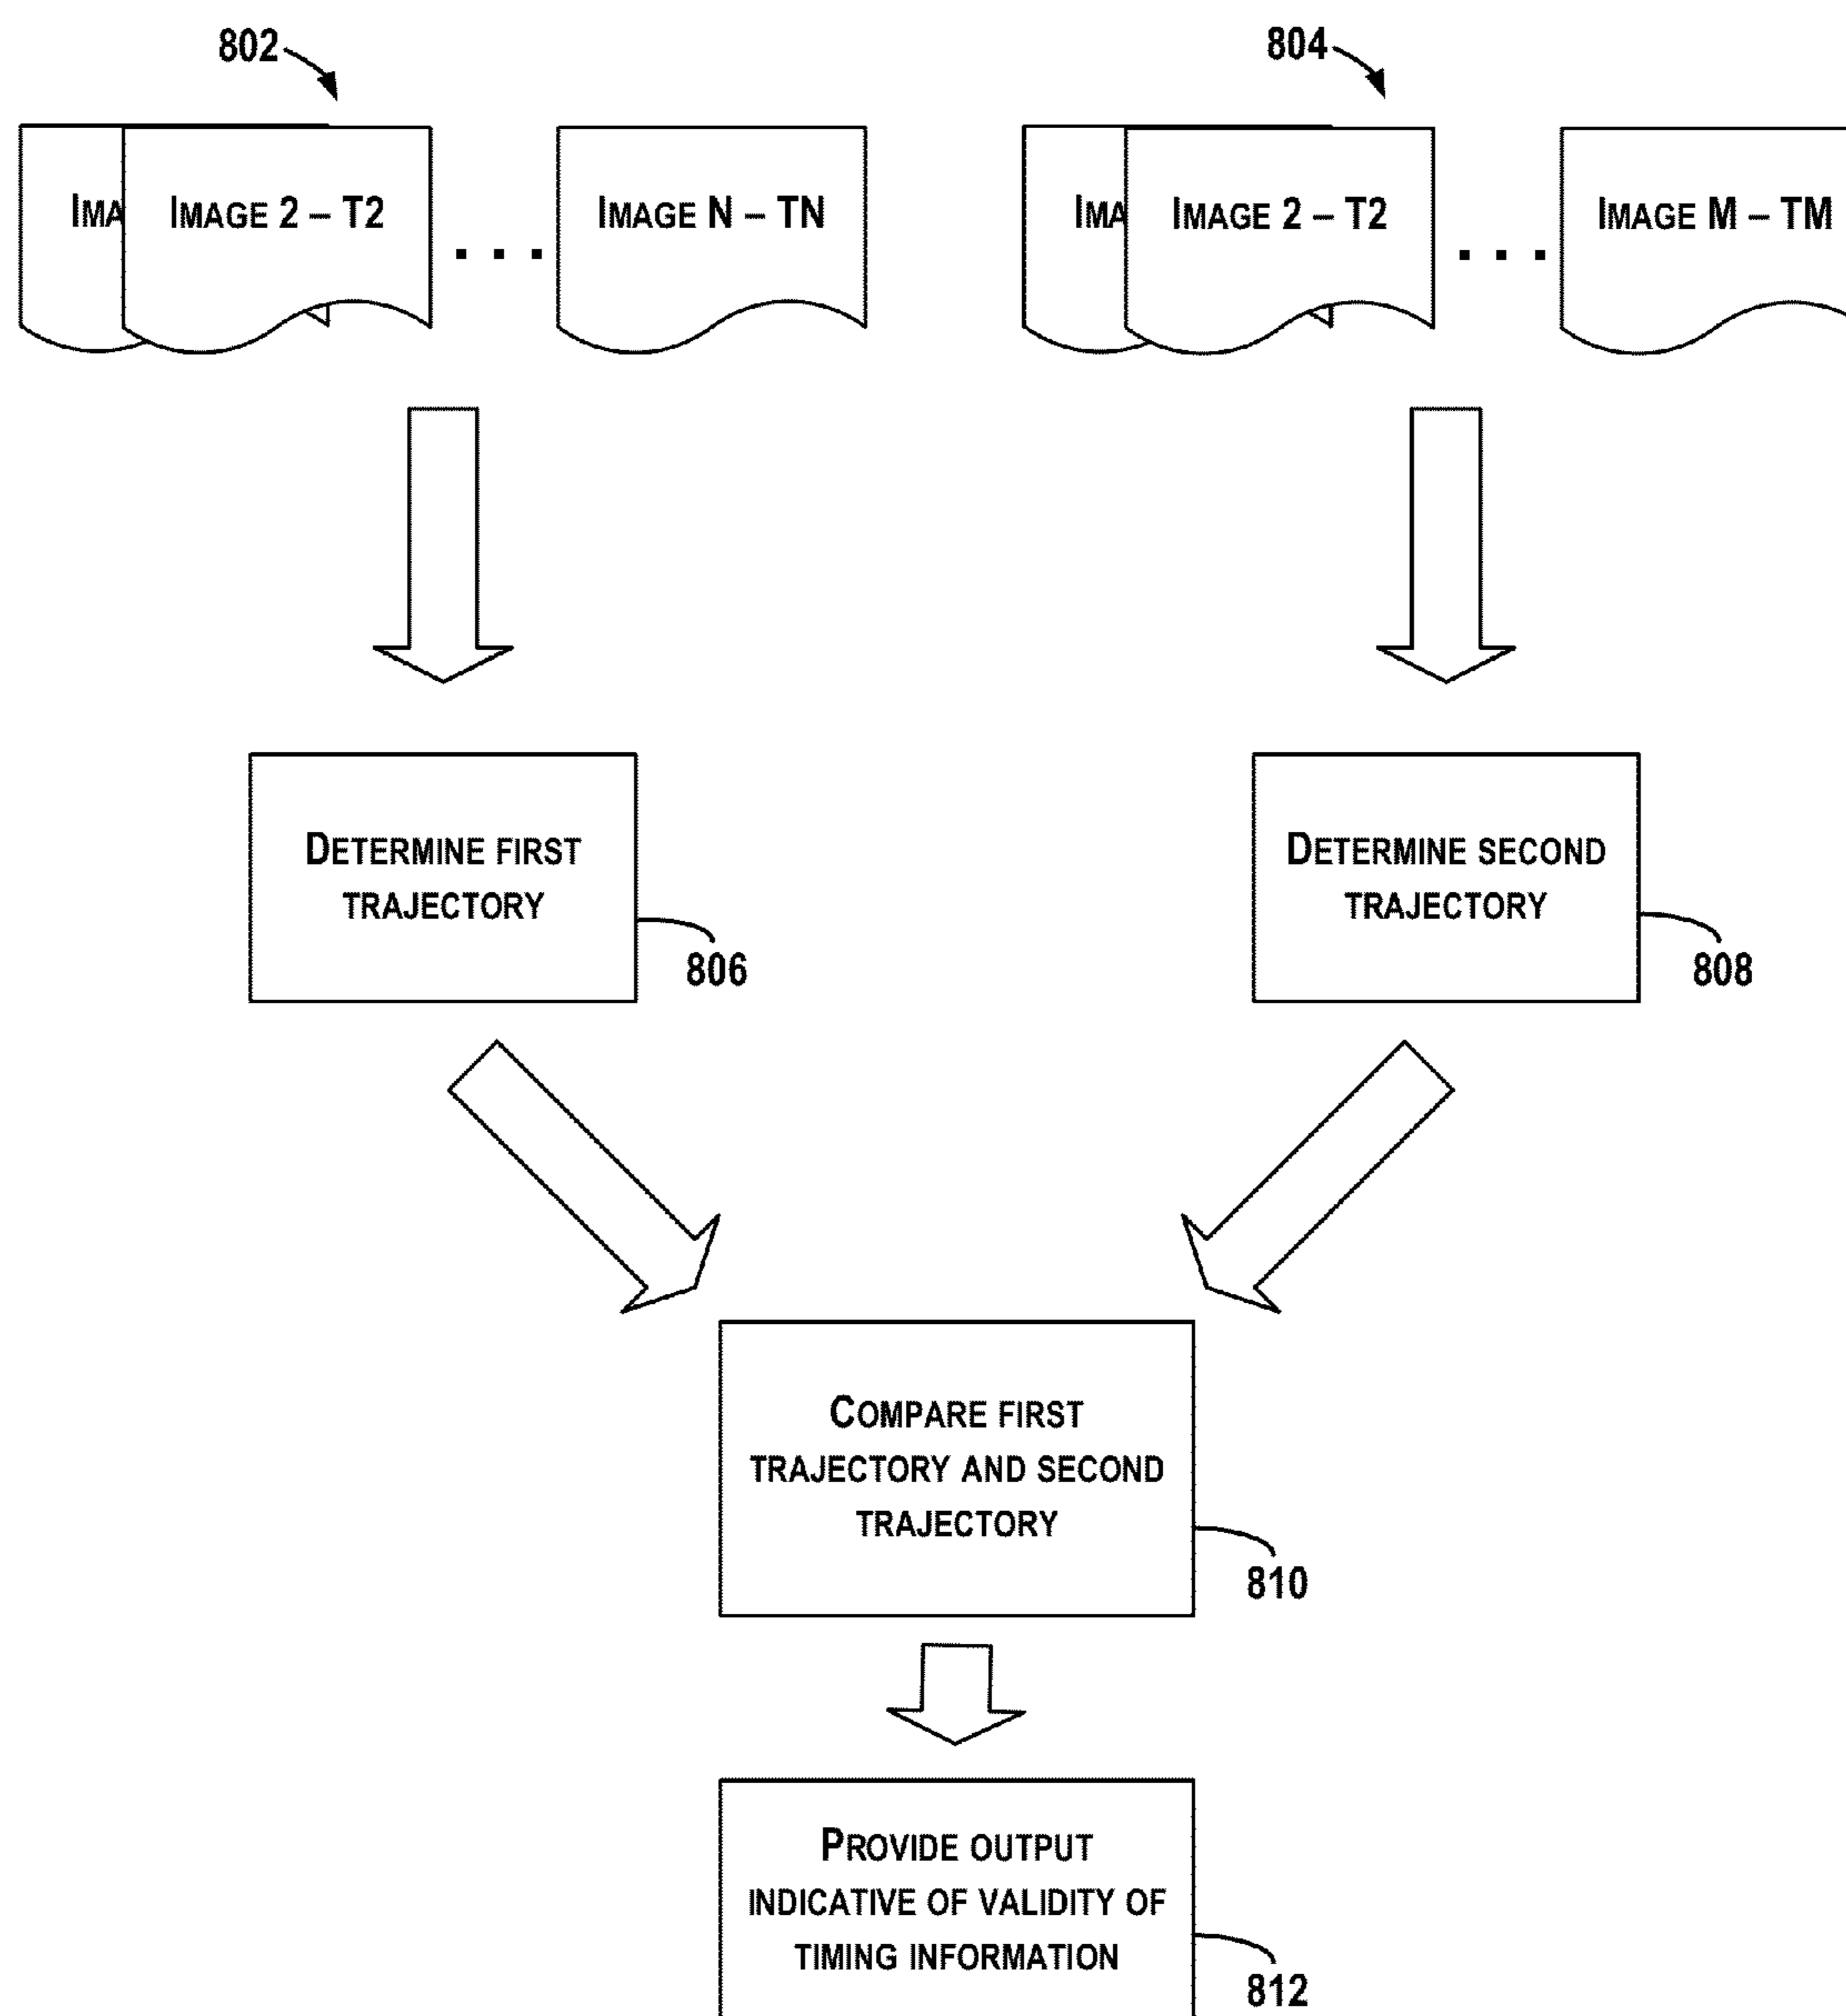 802
804
IMA
IMAGE 2 – T2
. . .
IMAGE N – TN
IMA
IMAGE 2 – T2
. . .
IMAGE M – TM
DETERMINE FIRST
TRAJECTORY
806
DETERMINE SECOND
TRAJECTORY
808
COMPARE FIRST
TRAJECTORY AND SECOND
TRAJECTORY
810
PROVIDE OUTPUT
INDICATIVE OF VALIDITY OF
TIMING INFORMATION
812